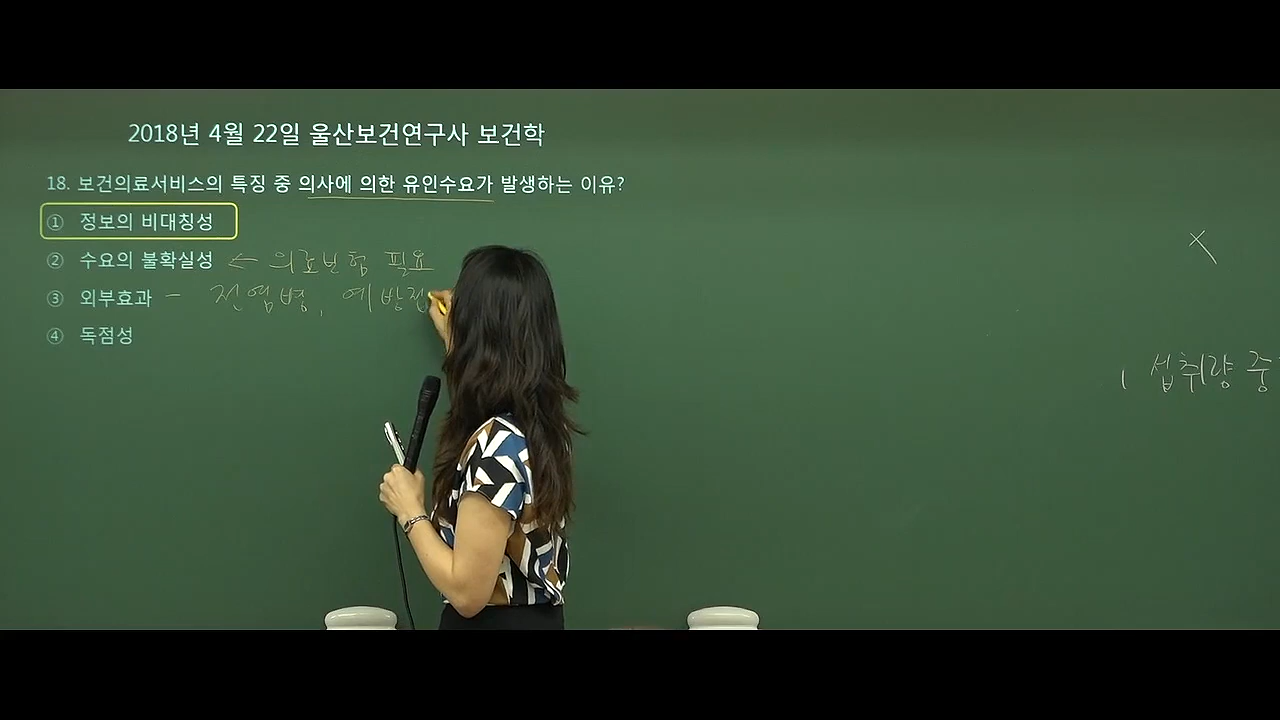 2018년 4월 22일 울산보건연구사 보건학
18. 보건의료서비스의 특징 중 의사에 의한 유인수요가 발생하는 이유?
① 정보의 비대칭성
② 수요의 불확실성 ← 의료보험 필요
③ 외부효과 - 전염병, 예방접
④ 독점성
1 섭취량 중